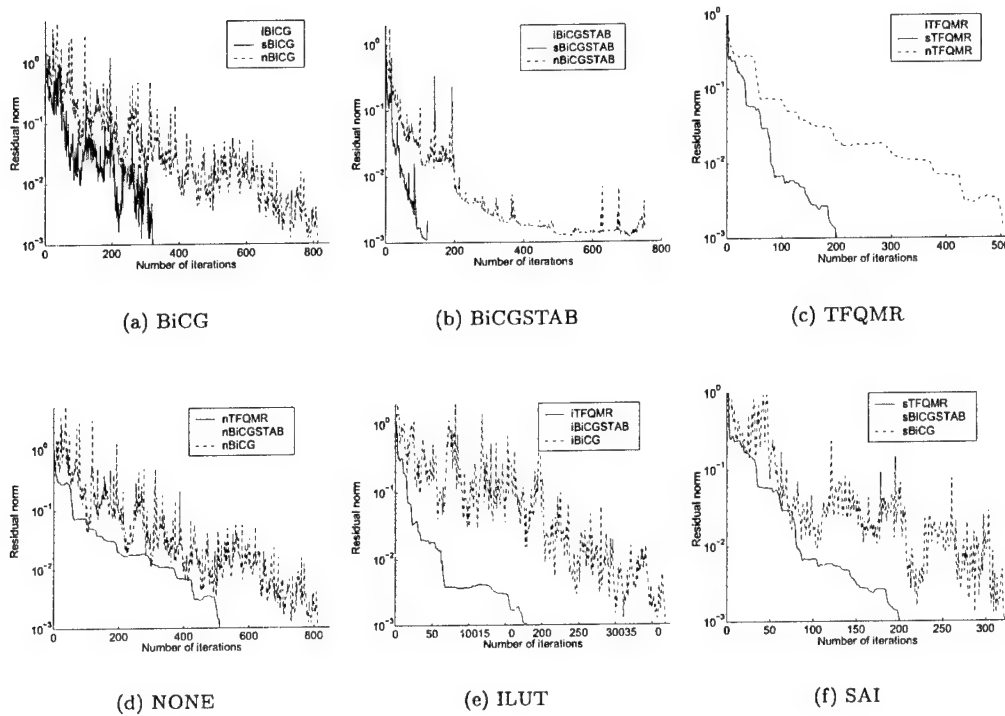 iBiCG
sBiCG
nBiCG
Residual norm
10⁰
10⁻¹
10⁻²
10⁻³
0 200 400 600 800
Number of iterations
(a) BiCG
iBiCGSTAB
sBiCGSTAB
nBiCGSTAB
Residual norm
10⁰
10⁻¹
10⁻²
10⁻³
0 200 400 600 800
Number of iterations
(b) BiCGSTAB
iTFQMR
sTFQMR
nTFQMR
Residual norm
10⁰
10⁻¹
10⁻²
10⁻³
0 100 200 300 400 500
Number of iterations
(c) TFQMR
nTFQMR
nBiCGSTAB
nBiCG
Residual norm
10⁰
10⁻¹
10⁻²
10⁻³
0 200 400 600 800
Number of iterations
(d) NONE
iTFQMR
iBiCGSTAB
iBiCG
Residual norm
10⁰
10⁻¹
10⁻²
10⁻³
0 50 10015 0 200 250 30035 0
Number of iterations
(e) ILUT
sTFQMR
sBiCGSTAB
sBiCG
Residual norm
10⁰
10⁻¹
10⁻²
10⁻³
0 50 100 150 200 250 300
Number of iterations
(f) SAI